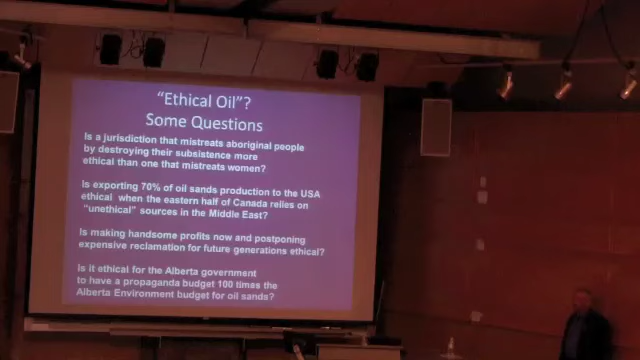 "Ethical Oil"?
Some Questions
Is a jurisdiction that mistreats aboriginal people
by destroying their subsistence more
ethical than one that mistreats women?
Is exporting 70% of oil sands production to the USA
ethical when the eastern half of Canada relies on
"unethical" sources in the Middle East?
Is making handsome profits now and postponing
expensive reclamation for future generations ethical?
Is it ethical for the Alberta government
to have a propaganda budget 100 times the
Alberta Environment budget for oil sands?